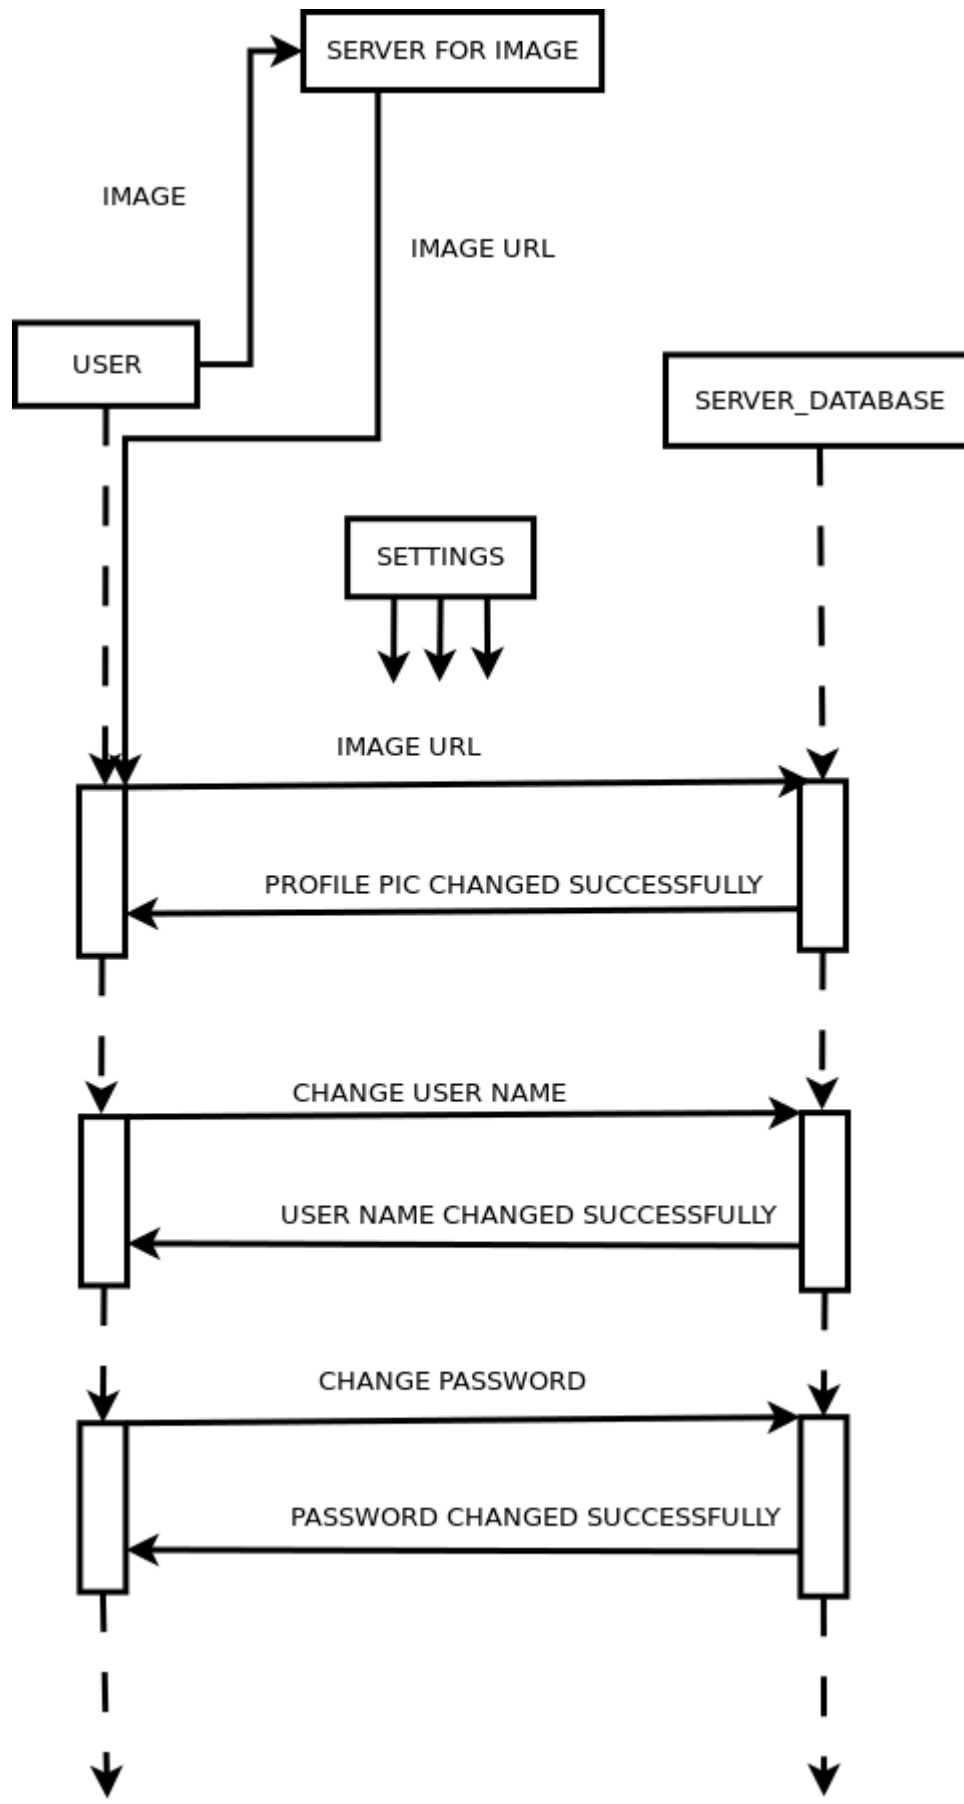 SERVER FOR IMAGE
IMAGE
IMAGE URL
USER
SERVER_DATABASE
SETTINGS
IMAGE URL
PROFILE PIC CHANGED SUCCESSFULLY
CHANGE USER NAME
USER NAME CHANGED SUCCESSFULLY
CHANGE PASSWORD
PASSWORD CHANGED SUCCESSFULLY